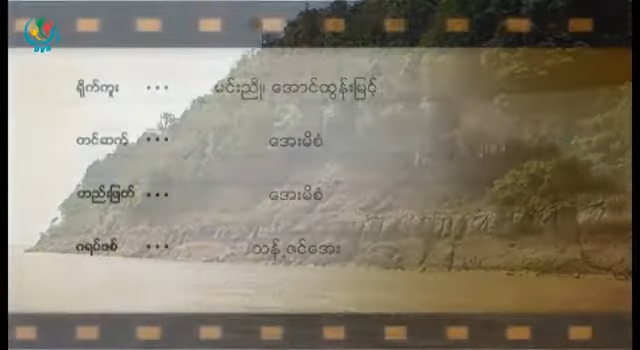 ရိုက်ကူး ... မင်းညို၊ အောင်ထွန်းမြင့်
တင်ဆက် ... အေးမိစံ
တည်းဖြတ် ... အေးမိစံ
ဂရပ်ဖစ် ... သန့်ဇင်အေး